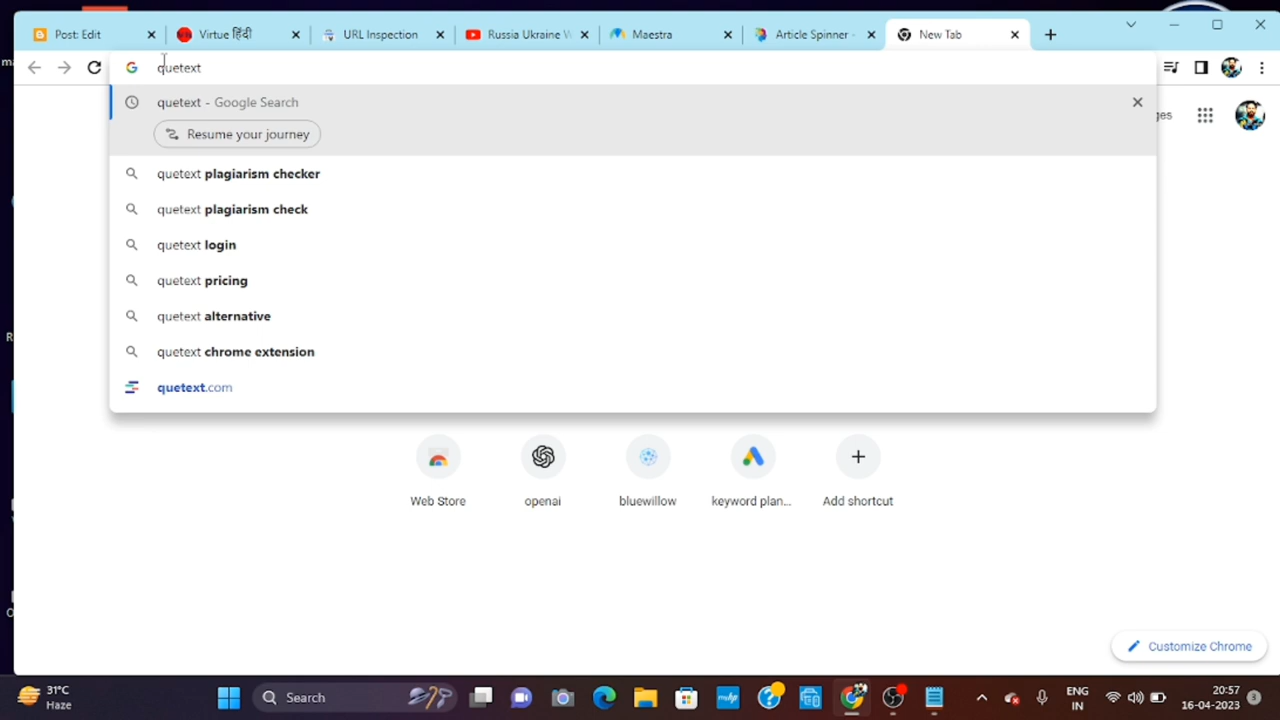 Post: Edit
Virtue हिंदी
URL Inspection
Russia Ukraine W
Maestra
Article Spinner -
New Tab
quetext
quetext - Google Search
Resume your journey
quetext plagiarism checker
quetext plagiarism check
quetext login
quetext pricing
quetext alternative
quetext chrome extension
quetext.com
Web Store
openai
bluewillow
keyword plan...
Add shortcut
Customize Chrome
31°C
Haze
Search
ENG
IN
20:57
16-04-2023
3